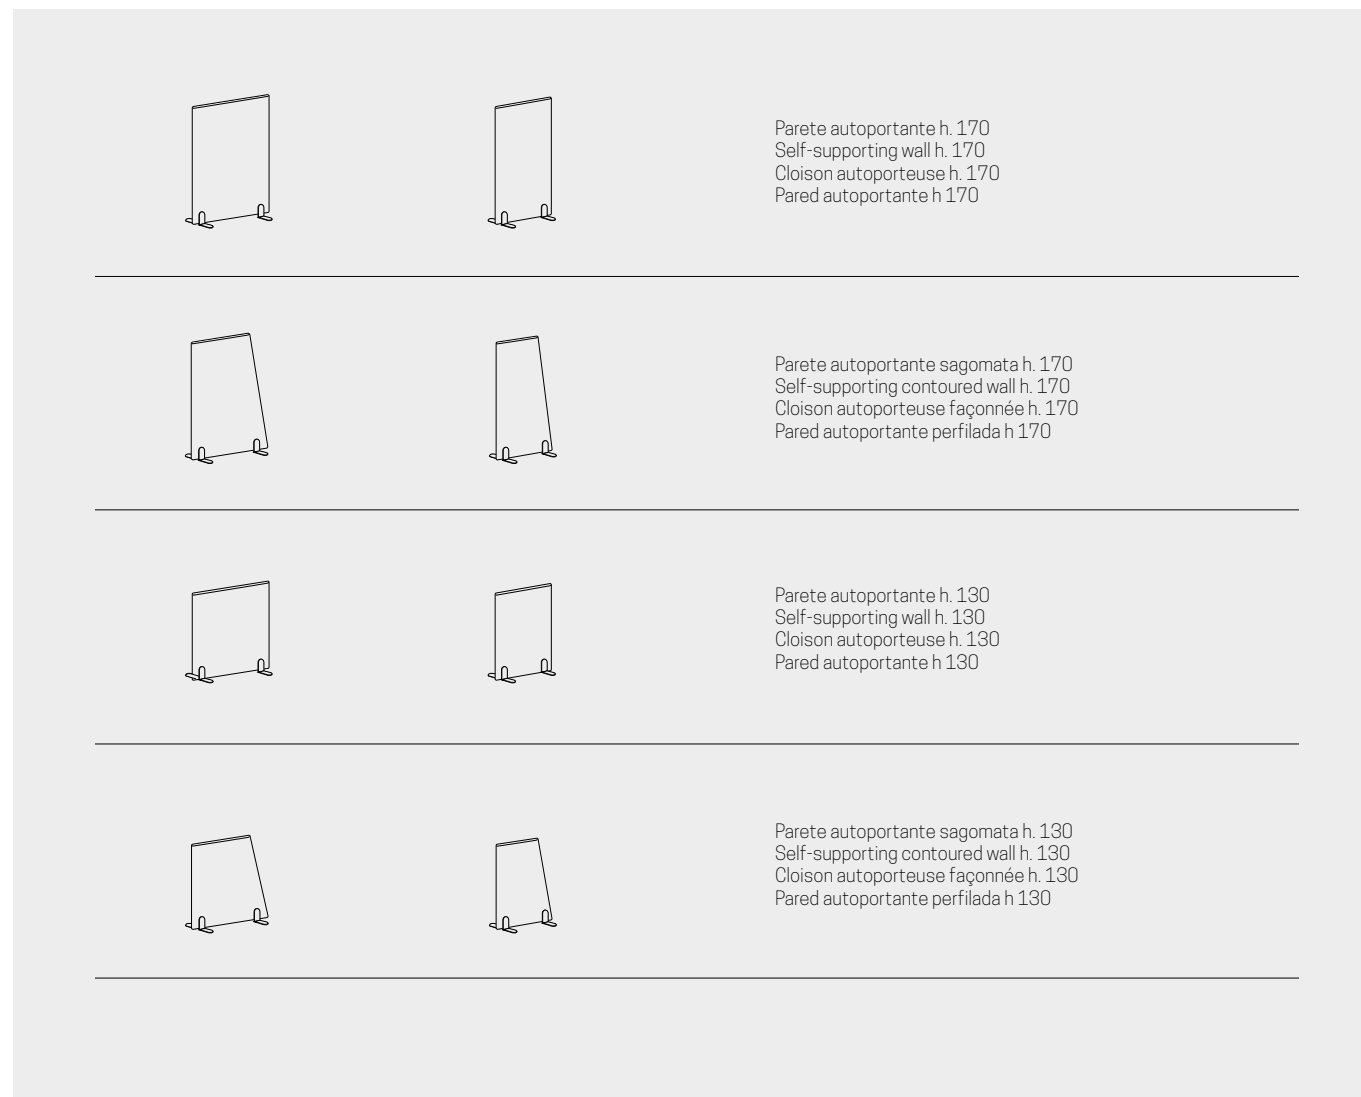 Parete autoportante h. 170
Self-supporting wall h. 170
Cloison autoporteuse h. 170
Pared autoportante h 170
Parete autoportante sagomata h. 170
Self-supporting contoured wall h. 170
Cloison autoporteuse façonnée h. 170
Pared autoportante perfilada h 170
Parete autoportante h. 130
Self-supporting wall h. 130
Cloison autoporteuse h. 130
Pared autoportante h 130
Parete autoportante sagomata h. 130
Self-supporting contoured wall h. 130
Cloison autoporteuse façonnée h. 130
Pared autoportante perfilada h 130